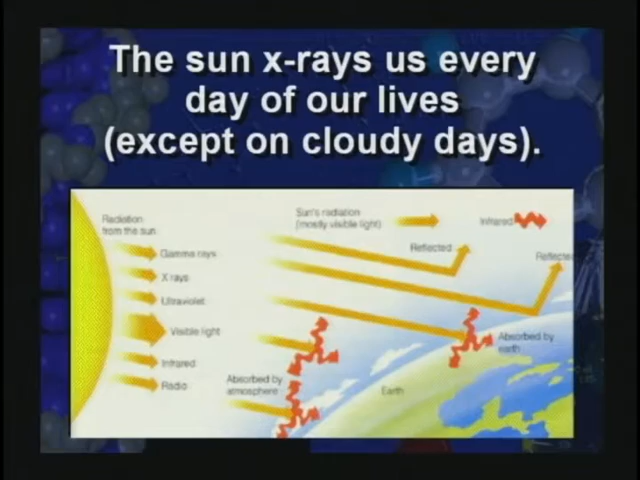 The sun x-rays us every
day of our lives
(except on cloudy days).
Radiation
from the sun
Sun's radiation
(mostly visible light)
Infrared
Reflected
Reflected
Gamma rays
X rays
Ultraviolet
Visible light
Infrared
Radio
Absorbed by
atmosphere
Absorbed by
earth
Earth